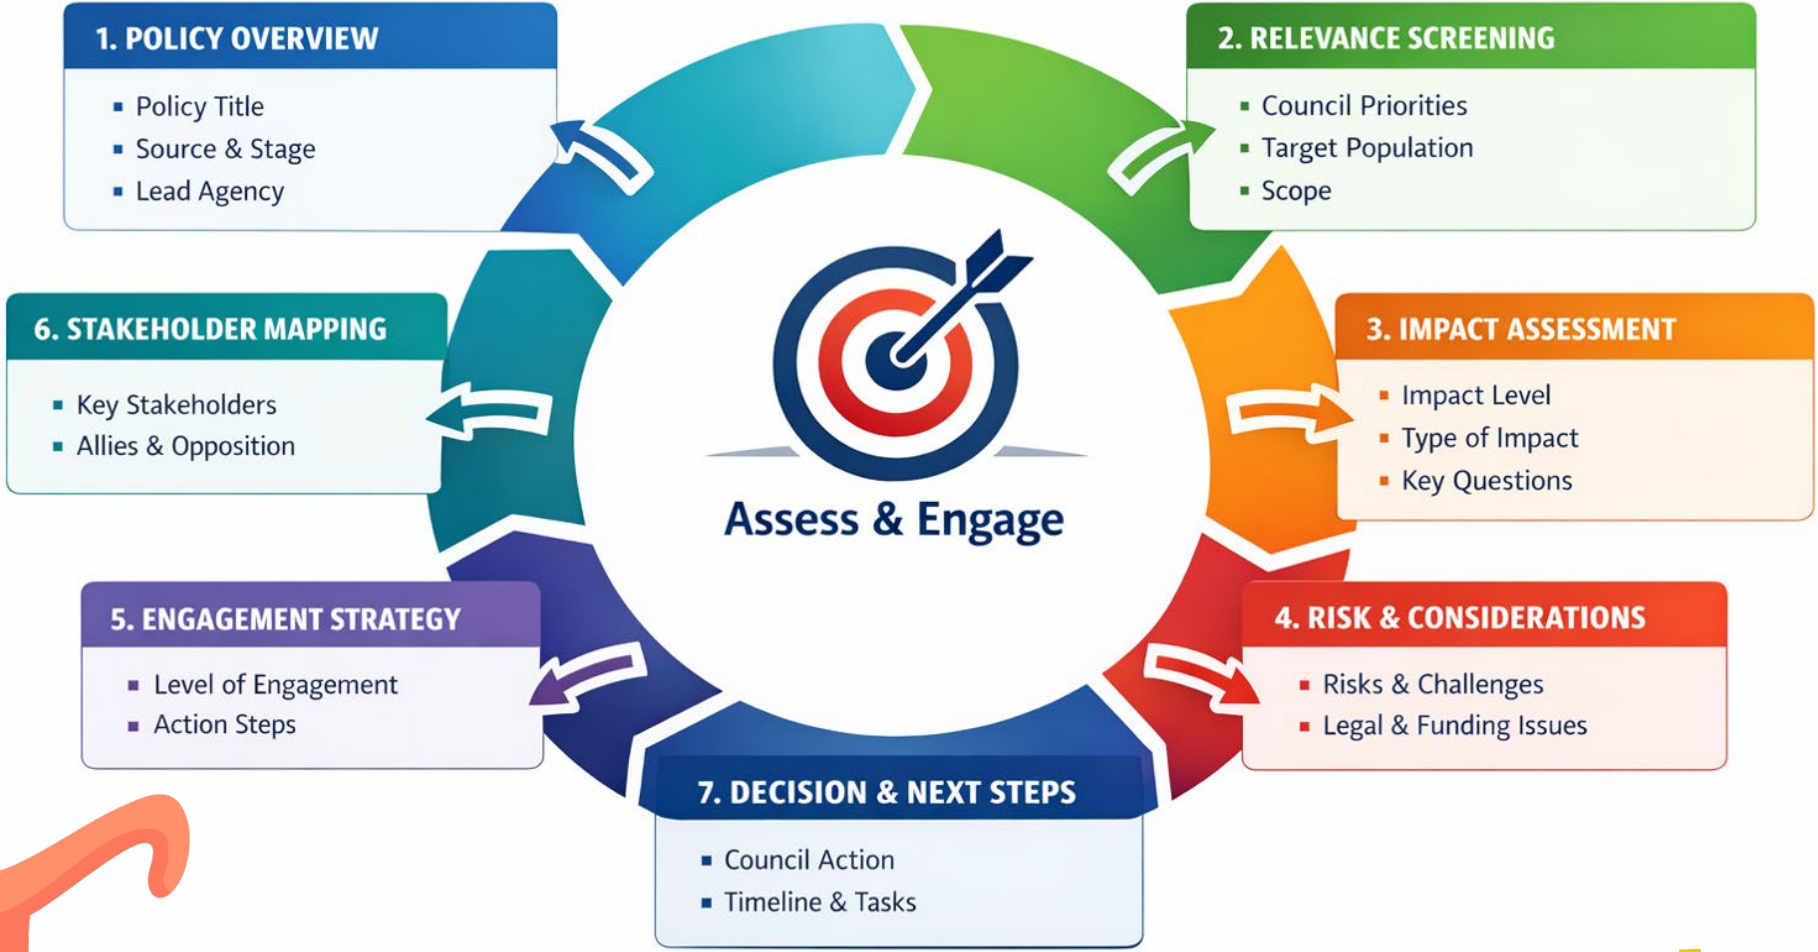 1. POLICY OVERVIEW
▪ Policy Title
▪ Source & Stage
▪ Lead Agency
2. RELEVANCE SCREENING
▪ Council Priorities
▪ Target Population
▪ Scope
3. IMPACT ASSESSMENT
▪ Impact Level
▪ Type of Impact
▪ Key Questions
4. RISK & CONSIDERATIONS
▪ Risks & Challenges
▪ Legal & Funding Issues
5. ENGAGEMENT STRATEGY
▪ Level of Engagement
▪ Action Steps
6. STAKEHOLDER MAPPING
▪ Key Stakeholders
▪ Allies & Opposition
7. DECISION & NEXT STEPS
▪ Council Action
▪ Timeline & Tasks
Assess & Engage